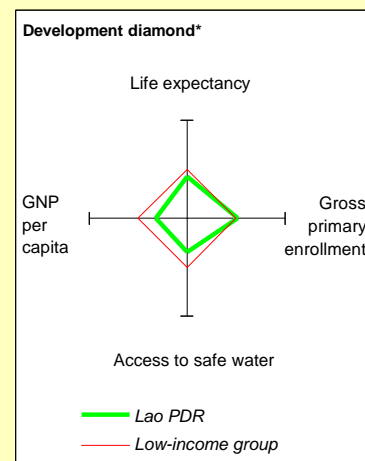 Development diamond*
Life expectancy
GNP
per
capita
Gross
primary
enrollment
Access to safe water
Lao PDR
Low-income group